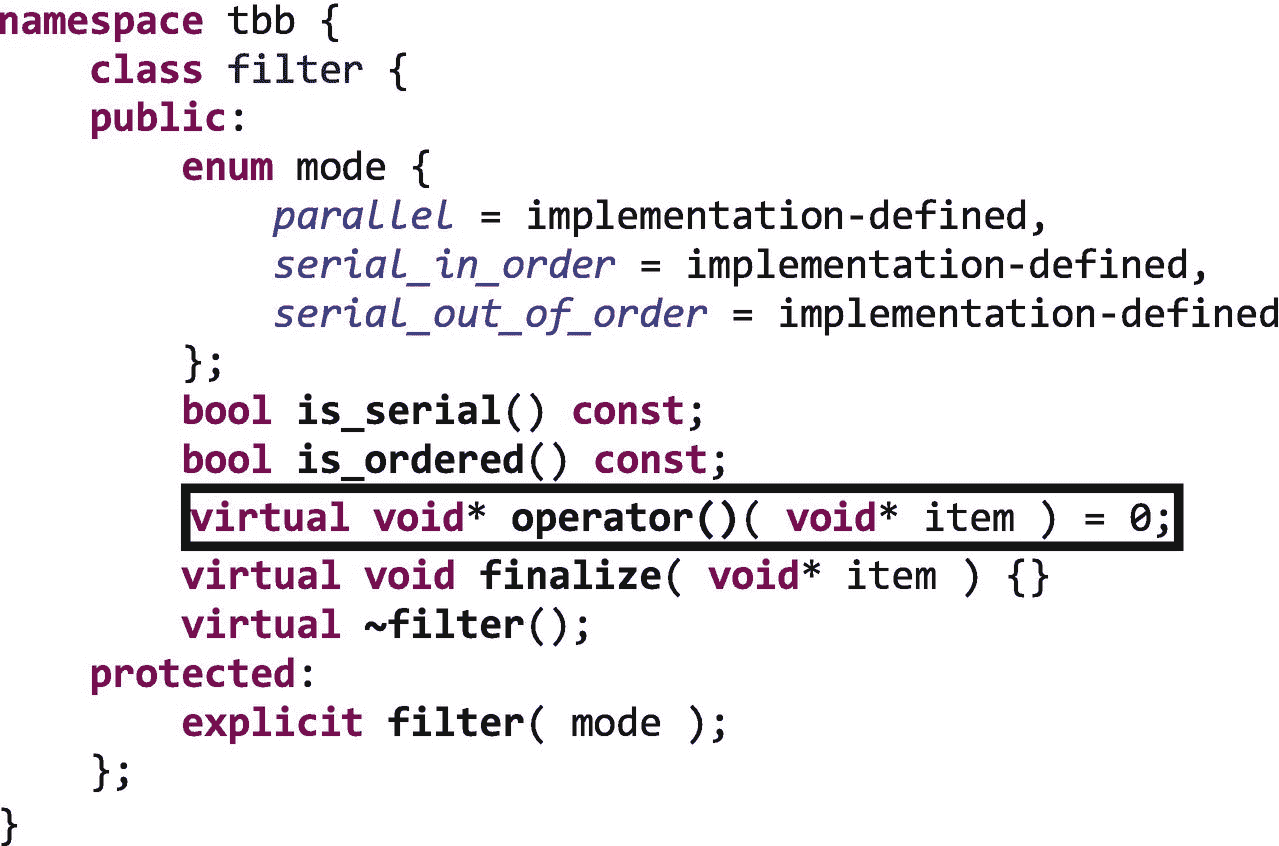 namespace tbb {
    class filter {
    public:
        enum mode {
            parallel = implementation-defined,
            serial_in_order = implementation-defined,
            serial_out_of_order = implementation-defined
        };
        bool is_serial() const;
        bool is_ordered() const;
        virtual void* operator()( void* item ) = 0;
        virtual void finalize( void* item ) {}
        virtual ~filter();
    protected:
        explicit filter( mode );
    };
}